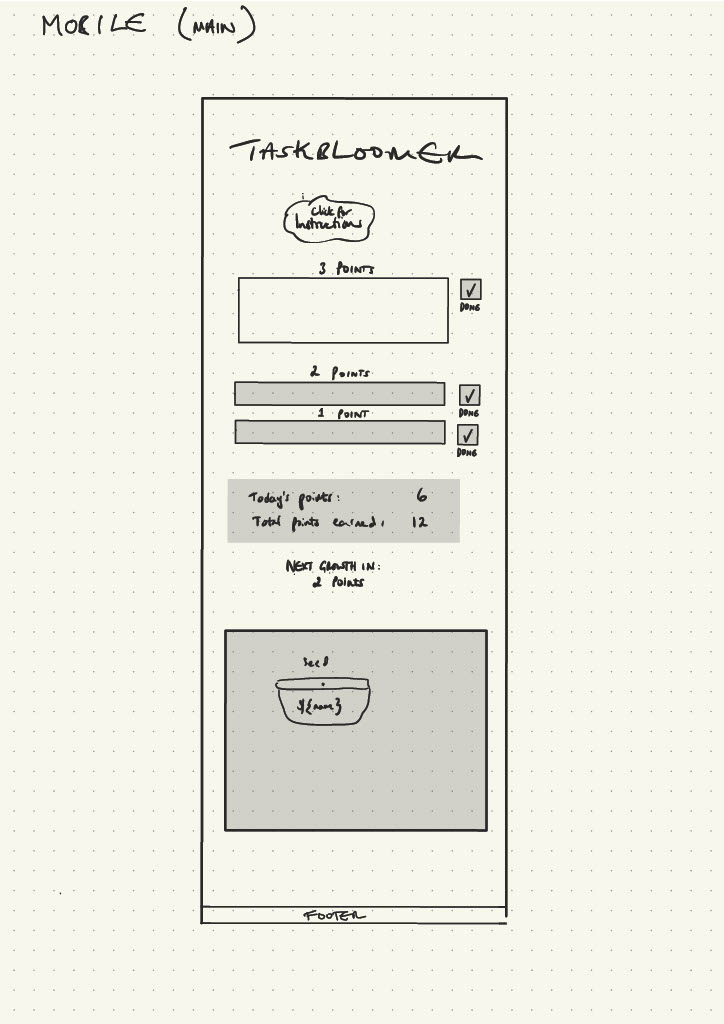 MOBILE (MAIN)
TASKBLOOMER
Click for
Instructions
3 POINTS
DONE
2 POINTS
DONE
1 POINT
DONE
Today's points: 6
Total points earned: 12
NEXT GROWTH IN:
2 POINTS
seed
${name}
FOOTER